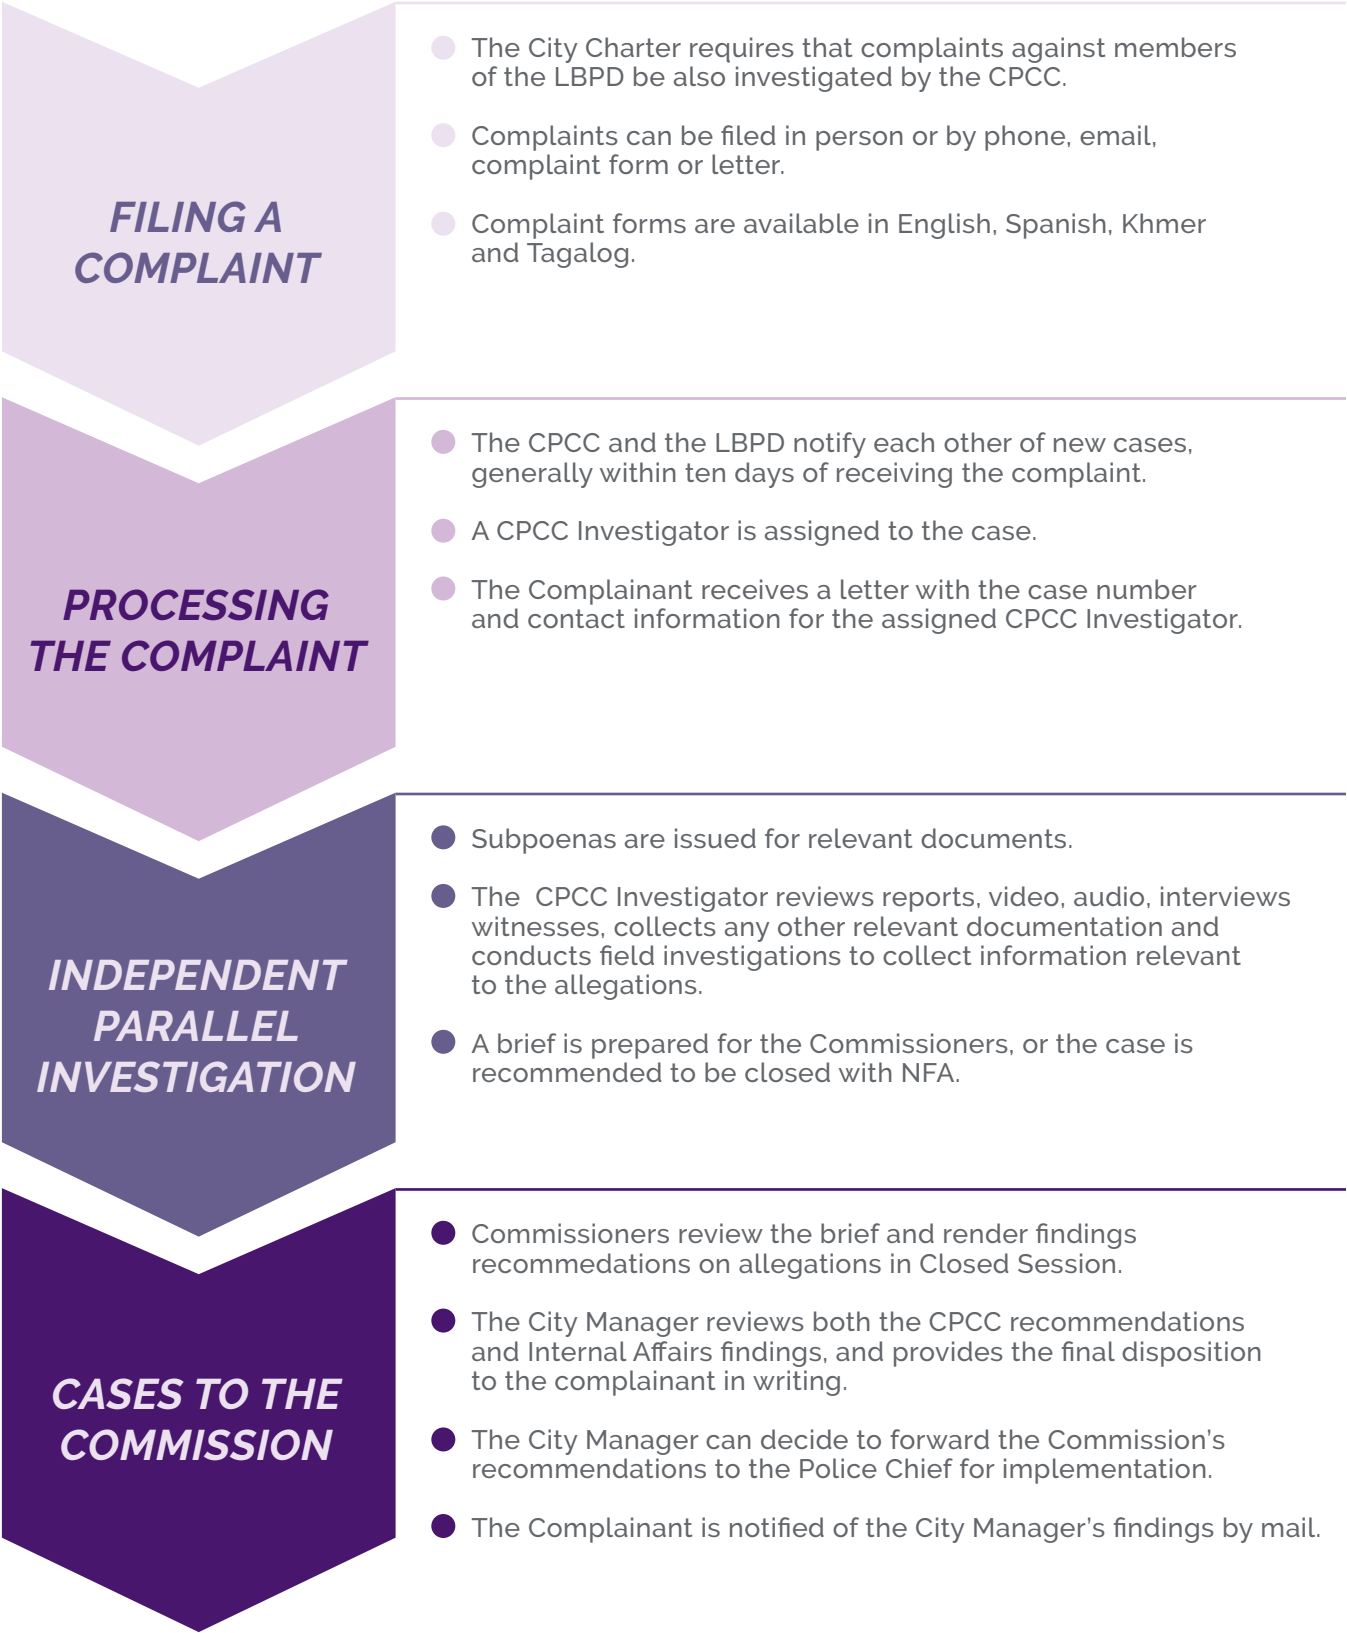 FILING A
COMPLAINT
The City Charter requires that complaints against members
of the LBPD be also investigated by the CPCC.
Complaints can be filed in person or by phone, email,
complaint form or letter.
Complaint forms are available in English, Spanish, Khmer
and Tagalog.
PROCESSING
THE COMPLAINT
The CPCC and the LBPD notify each other of new cases,
generally within ten days of receiving the complaint.
A CPCC Investigator is assigned to the case.
The Complainant receives a letter with the case number
and contact information for the assigned CPCC Investigator.
INDEPENDENT
PARALLEL
INVESTIGATION
Subpoenas are issued for relevant documents.
The  CPCC Investigator reviews reports, video, audio, interviews
witnesses, collects any other relevant documentation and
conducts field investigations to collect information relevant
to the allegations.
A brief is prepared for the Commissioners, or the case is
recommended to be closed with NFA.
CASES TO THE
COMMISSION
Commissioners review the brief and render findings
recommedations on allegations in Closed Session.
The City Manager reviews both the CPCC recommendations
and Internal Affairs findings, and provides the final disposition
to the complainant in writing.
The City Manager can decide to forward the Commission’s
recommendations to the Police Chief for implementation.
The Complainant is notified of the City Manager’s findings by mail.